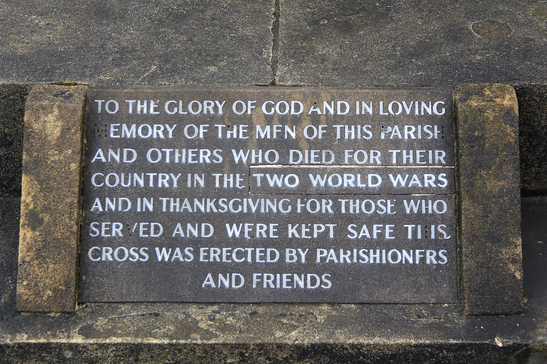 TO THE GLORY OF GOD AND IN LOVING
MEMORY OF THE MEN OF THIS PARISH
AND OTHERS WHO DIED FOR THEIR
COUNTRY IN THE TWO WORLD WARS
AND IN THANKSGIVING FOR THOSE WHO
SERVED AND WERE KEPT SAFE THIS
CROSS WAS ERECTED BY PARISHIONERS
AND FRIENDS